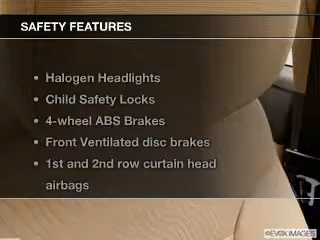 SAFETY FEATURES
• Halogen Headlights
• Child Safety Locks
• 4-wheel ABS Brakes
• Front Ventilated disc brakes
• 1st and 2nd row curtain head
airbags
©EVOX IMAGES